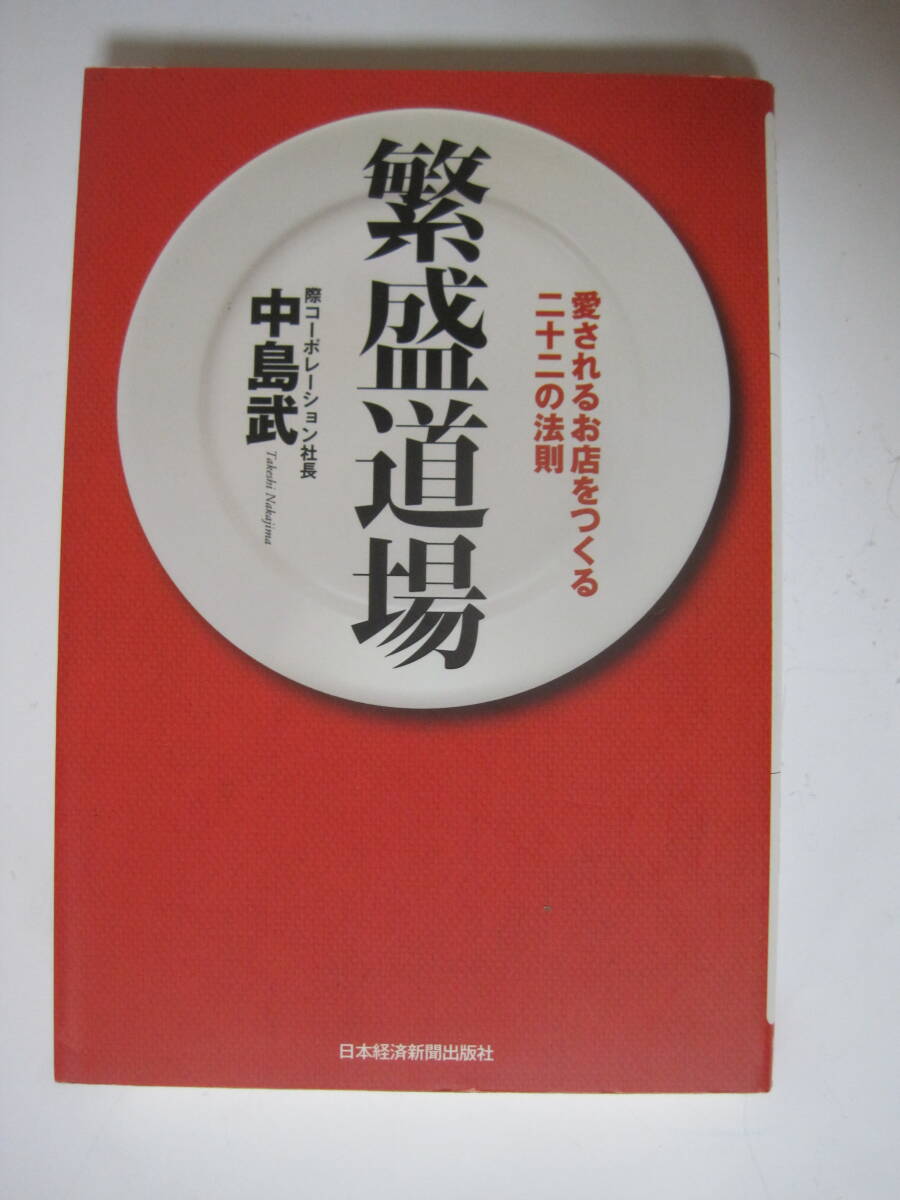 愛されるお店をつくる
二十二の法則
繁盛道場
際コーポレーション社長
中島武
Takeshi Nakajima
日本経済新聞出版社